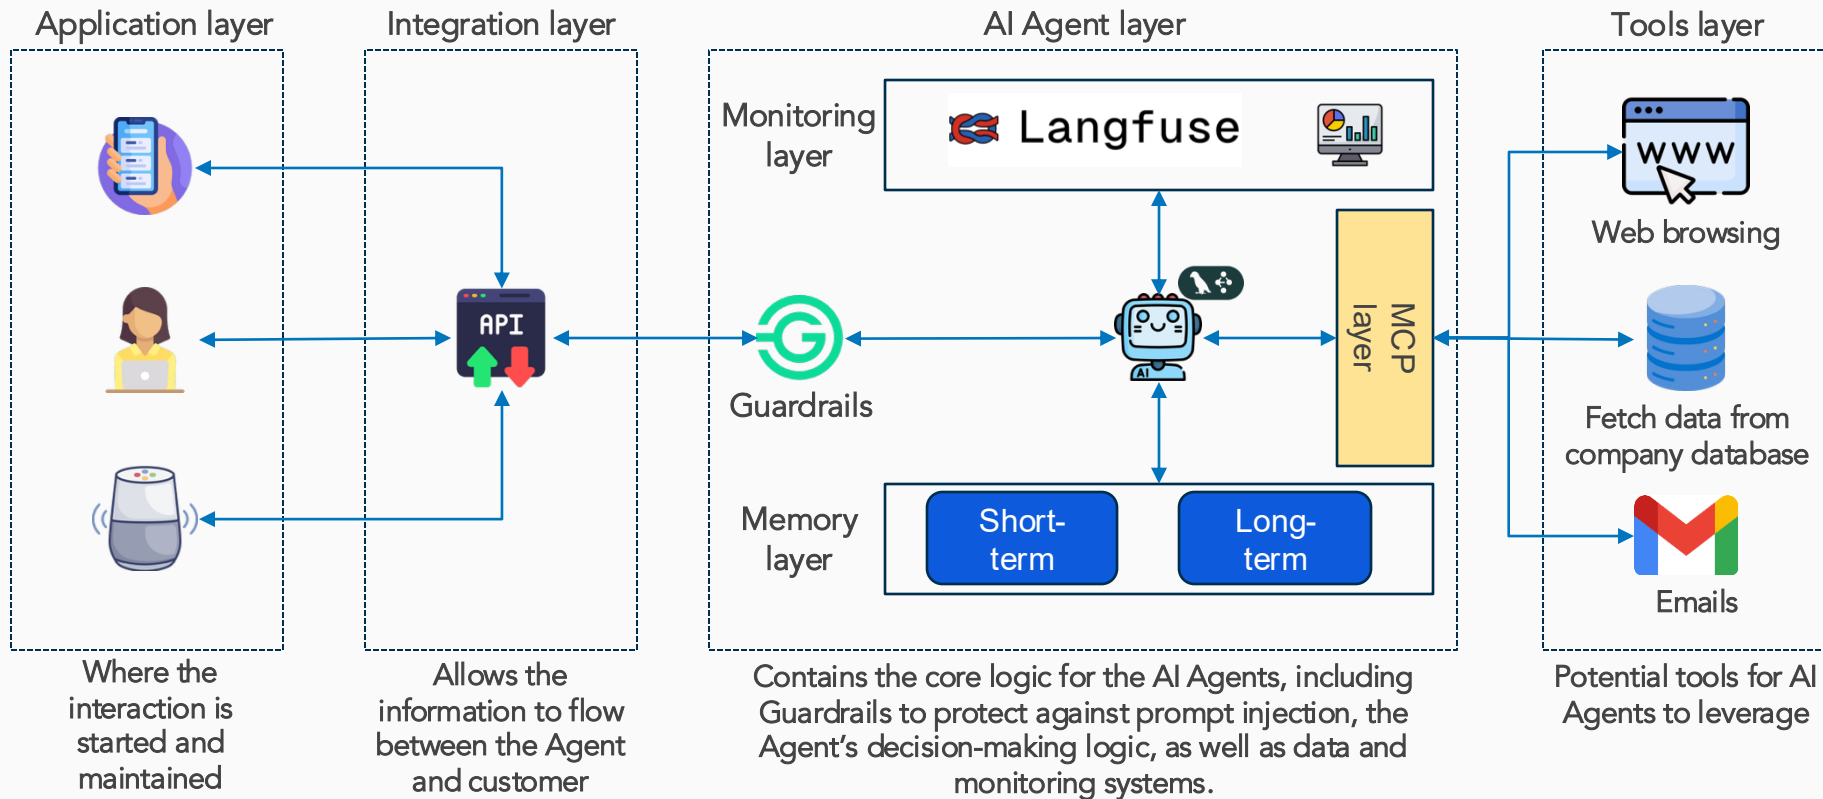 Application layer
Integration layer
AI Agent layer
Tools layer
Monitoring
layer
Langfuse
WWW
Web browsing
API
Guardrails
AI
MCP
layer
Fetch data from
company database
Memory
layer
Short-
term
Long-
term
Emails
Where the
interaction is
started and
maintained
Allows the
information to flow
between the Agent
and customer
Contains the core logic for the AI Agents, including
Guardrails to protect against prompt injection, the
Agent's decision-making logic, as well as data and
monitoring systems.
Potential tools for AI
Agents to leverage